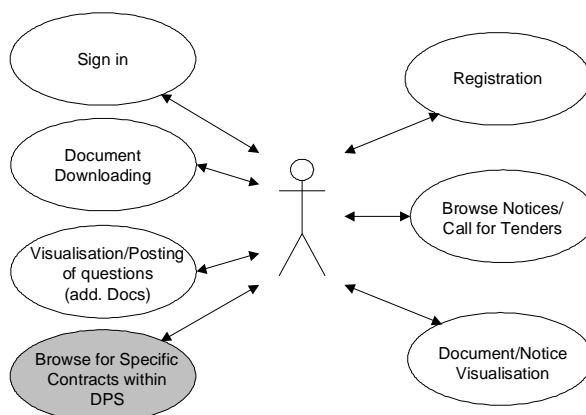 Sign in
Document
Downloading
Visualisation/Posting
of questions
(add. Docs)
Browse for Specific
Contracts within
DPS
Registration
Browse Notices/
Call for Tenders
Document/Notice
Visualisation